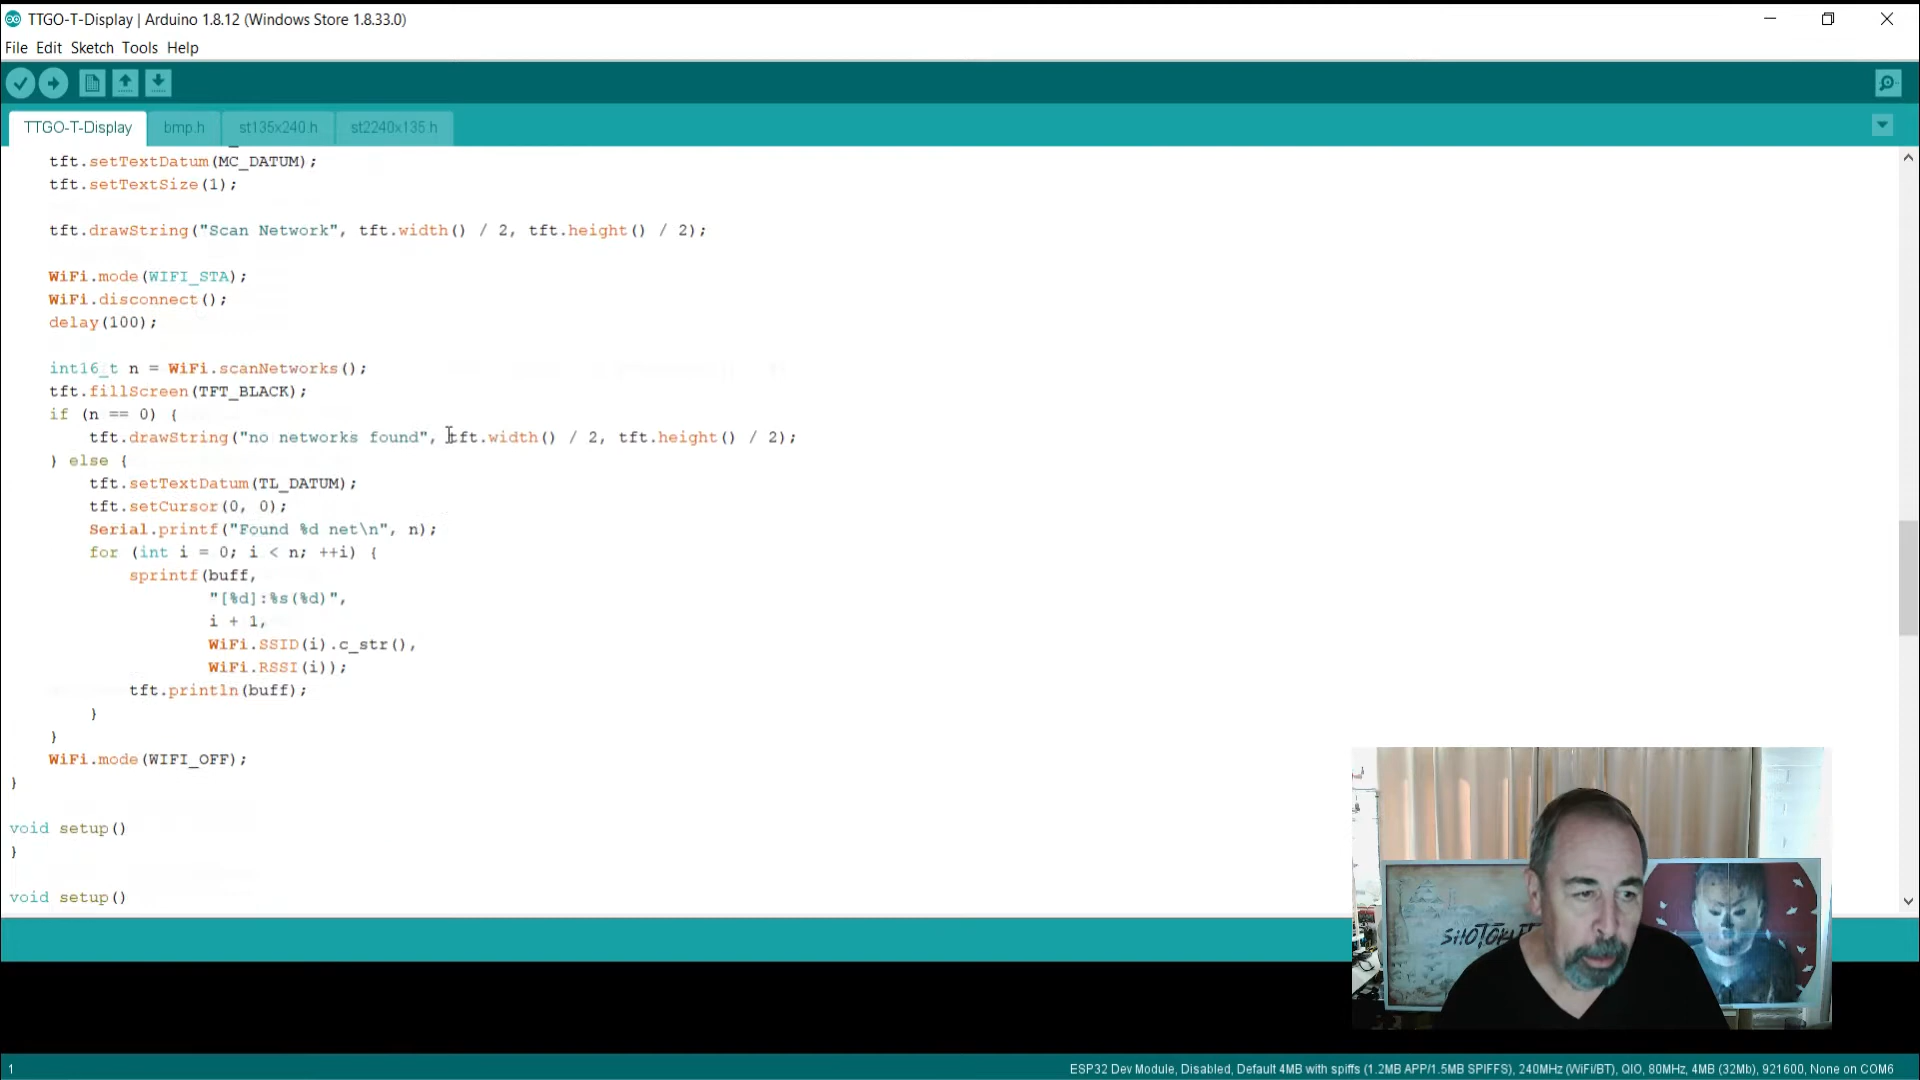 TTGO-T-Display | Arduino 1.8.12 (Windows Store 1.8.33.0)
File Edit Sketch Tools Help
TTGO-T-Display bmp.h st135x240.h st2240x135.h
tft.setTextDatum(MC_DATUM);
tft.setTextSize(1);
tft.drawString("Scan Network", tft.width() / 2, tft.height() / 2);
WiFi.mode(WIFI_STA);
WiFi.disconnect();
delay(100);
int16_t n = WiFi.scanNetworks();
tft.fillScreen(TFT_BLACK);
if (n == 0) {
tft.drawString("no networks found", tft.width() / 2, tft.height() / 2);
} else {
tft.setTextDatum(TL_DATUM);
tft.setCursor(0, 0);
Serial.printf("Found %d net\n", n);
for (int i = 0; i < n; ++i) {
sprintf(buff,
"[%d]:%s(%d)",
i + 1,
WiFi.SSID(i).c_str(),
WiFi.RSSI(i));
tft.println(buff);
}
}
WiFi.mode(WIFI_OFF);
}
void setup()
}
void setup()
1
ESP32 Dev Module, Disabled, Default 4MB with spiffs (1.2MB APP/1.5MB SPIFFS), 240MHz (WiFi/BT), QIO, 80MHz, 4MB (32Mb), 921600, None on COM6